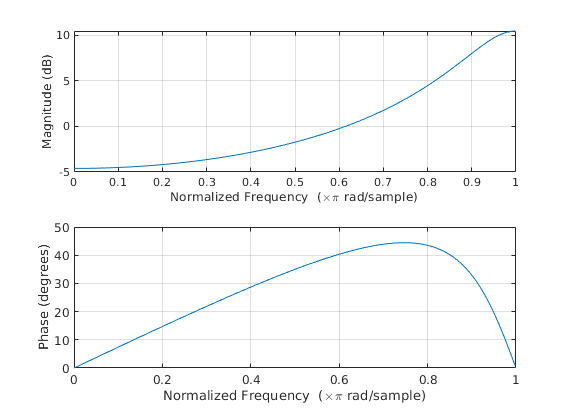 10
5
0
-5
Magnitude (dB)
0 0.1 0.2 0.3 0.4 0.5 0.6 0.7 0.8 0.9 1
Normalized Frequency (×π rad/sample)
50
40
30
20
10
0
Phase (degrees)
0 0.2 0.4 0.6 0.8 1
Normalized Frequency (×π rad/sample)